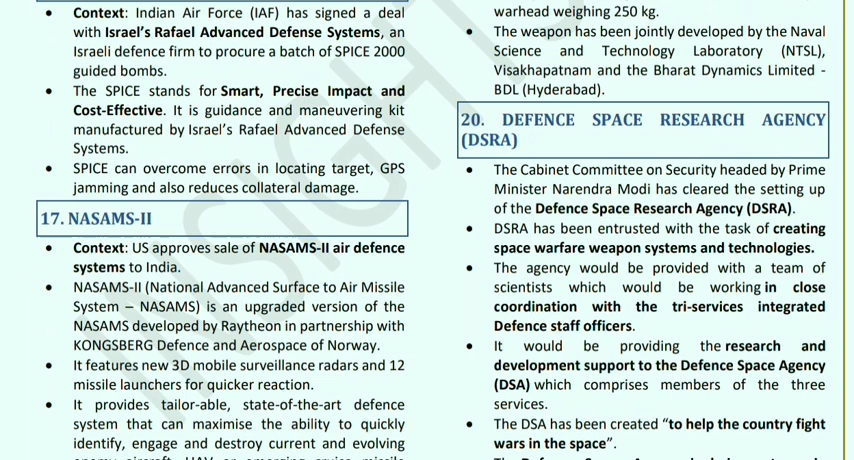 • Context: Indian Air Force (IAF) has signed a deal
with Israel’s Rafael Advanced Defense Systems, an
Israeli defence firm to procure a batch of SPICE 2000
guided bombs.
• The SPICE stands for Smart, Precise Impact and
Cost-Effective. It is guidance and maneuvering kit
manufactured by Israel’s Rafael Advanced Defense
Systems.
• SPICE can overcome errors in locating target, GPS
jamming and also reduces collateral damage.
17. NASAMS-II
• Context: US approves sale of NASAMS-II air defence
systems to India.
• NASAMS-II (National Advanced Surface to Air Missile
System – NASAMS) is an upgraded version of the
NASAMS developed by Raytheon in partnership with
KONGSBERG Defence and Aerospace of Norway.
• It features new 3D mobile surveillance radars and 12
missile launchers for quicker reaction.
• It provides tailor-able, state-of-the-art defence
system that can maximise the ability to quickly
identify, engage and destroy current and evolving
warhead weighing 250 kg.
• The weapon has been jointly developed by the Naval
Science and Technology Laboratory (NTSL),
Visakhapatnam and the Bharat Dynamics Limited -
BDL (Hyderabad).
20. DEFENCE SPACE RESEARCH AGENCY
(DSRA)
• The Cabinet Committee on Security headed by Prime
Minister Narendra Modi has cleared the setting up
of the Defence Space Research Agency (DSRA).
• DSRA has been entrusted with the task of creating
space warfare weapon systems and technologies.
• The agency would be provided with a team of
scientists which would be working in close
coordination with the tri-services integrated
Defence staff officers.
• It would be providing the research and
development support to the Defence Space Agency
(DSA) which comprises members of the three
services.
• The DSA has been created “to help the country fight
wars in the space”.
INSIGHTS